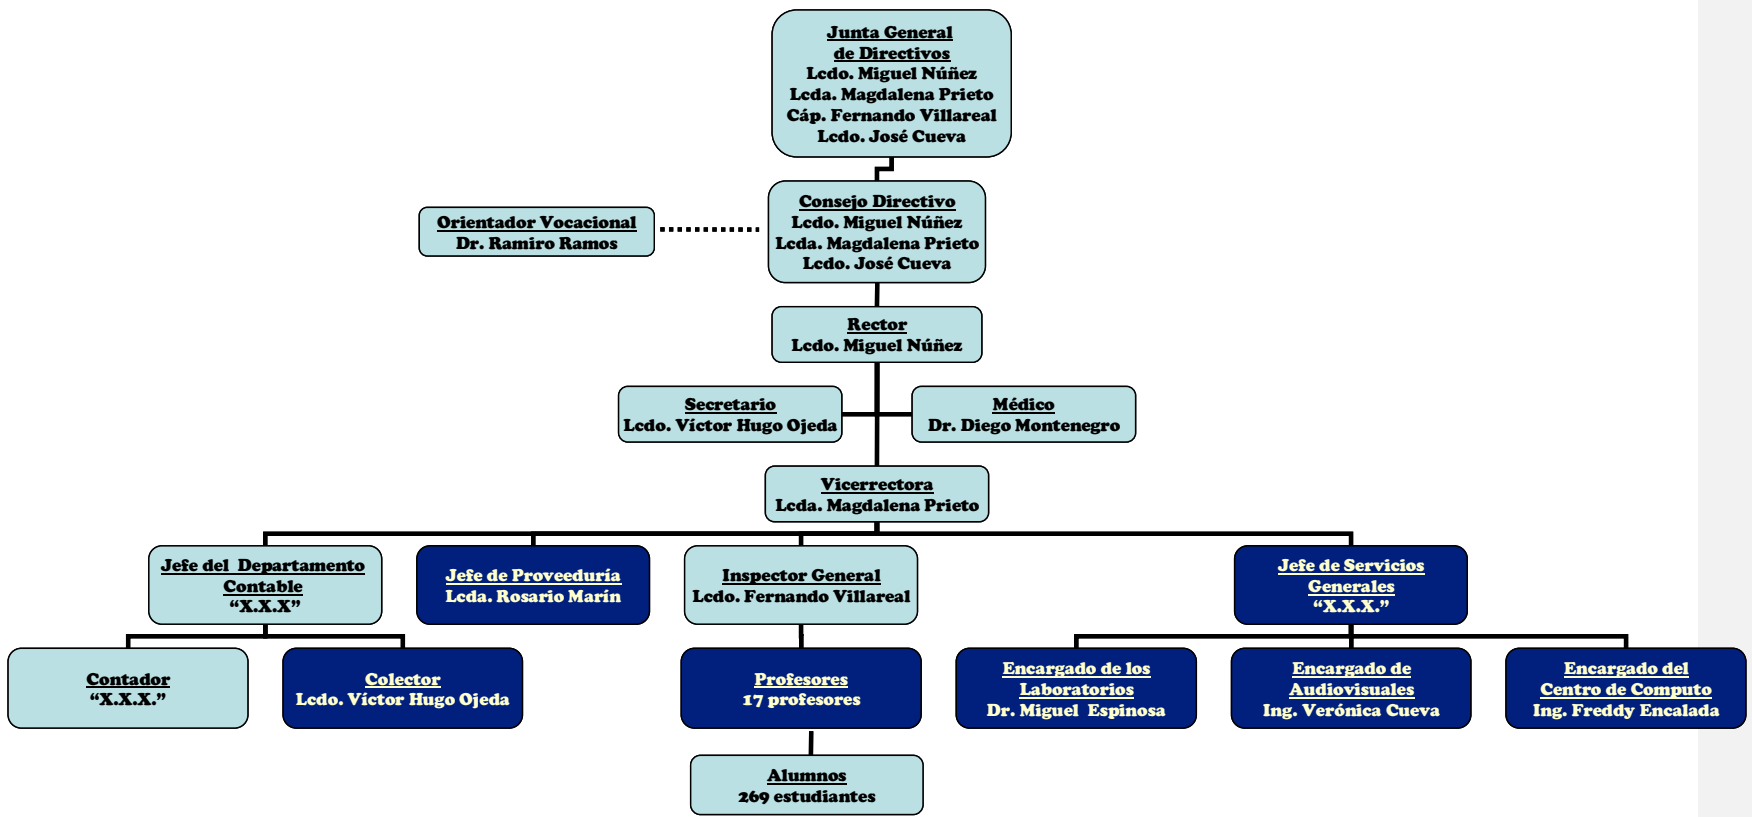 Junta General
de Directivos
Lcdo. Miguel Núñez
Lcda. Magdalena Prieto
Cáp. Fernando Villareal
Lcdo. José Cueva
Consejo Directivo
Lcdo. Miguel Núñez
Lcda. Magdalena Prieto
Lcdo. José Cueva
Orientador Vocacional
Dr. Ramiro Ramos
Rector
Lcdo. Miguel Núñez
Secretario
Lcdo. Víctor Hugo Ojeda
Médico
Dr. Diego Montenegro
Vicerrectora
Lcda. Magdalena Prieto
Jefe del  Departamento
Contable
“X.X.X”
Jefe de Proveeduría
Lcda. Rosario Marín
Inspector General
Lcdo. Fernando Villareal
Jefe de Servicios
Generales
“X.X.X.”
Contador
“X.X.X.”
Colector
Lcdo. Víctor Hugo Ojeda
Profesores
17 profesores
Encargado de los
Laboratorios
Dr. Miguel  Espinosa
Encargado de
Audiovisuales
Ing. Verónica Cueva
Encargado del
Centro de Computo
Ing. Freddy Encalada
Alumnos
269 estudiantes